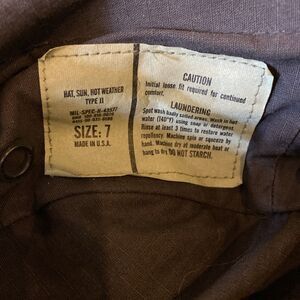 HAT, SUN, HOT WEATHER
TYPE II
SIZE: 7
MADE IN U.S.A.
CAUTION
Initial loose fit required for continued
comfort.
LAUNDERING
Spot wash badly soiled areas. Wash in hot
water (140°F) using soap or detergent.
Rinse at least 3 times to restore water
repellency. Machine spin or squeeze by
hand. Machine dry at moderate heat or
hang to dry. DO NOT STARCH.